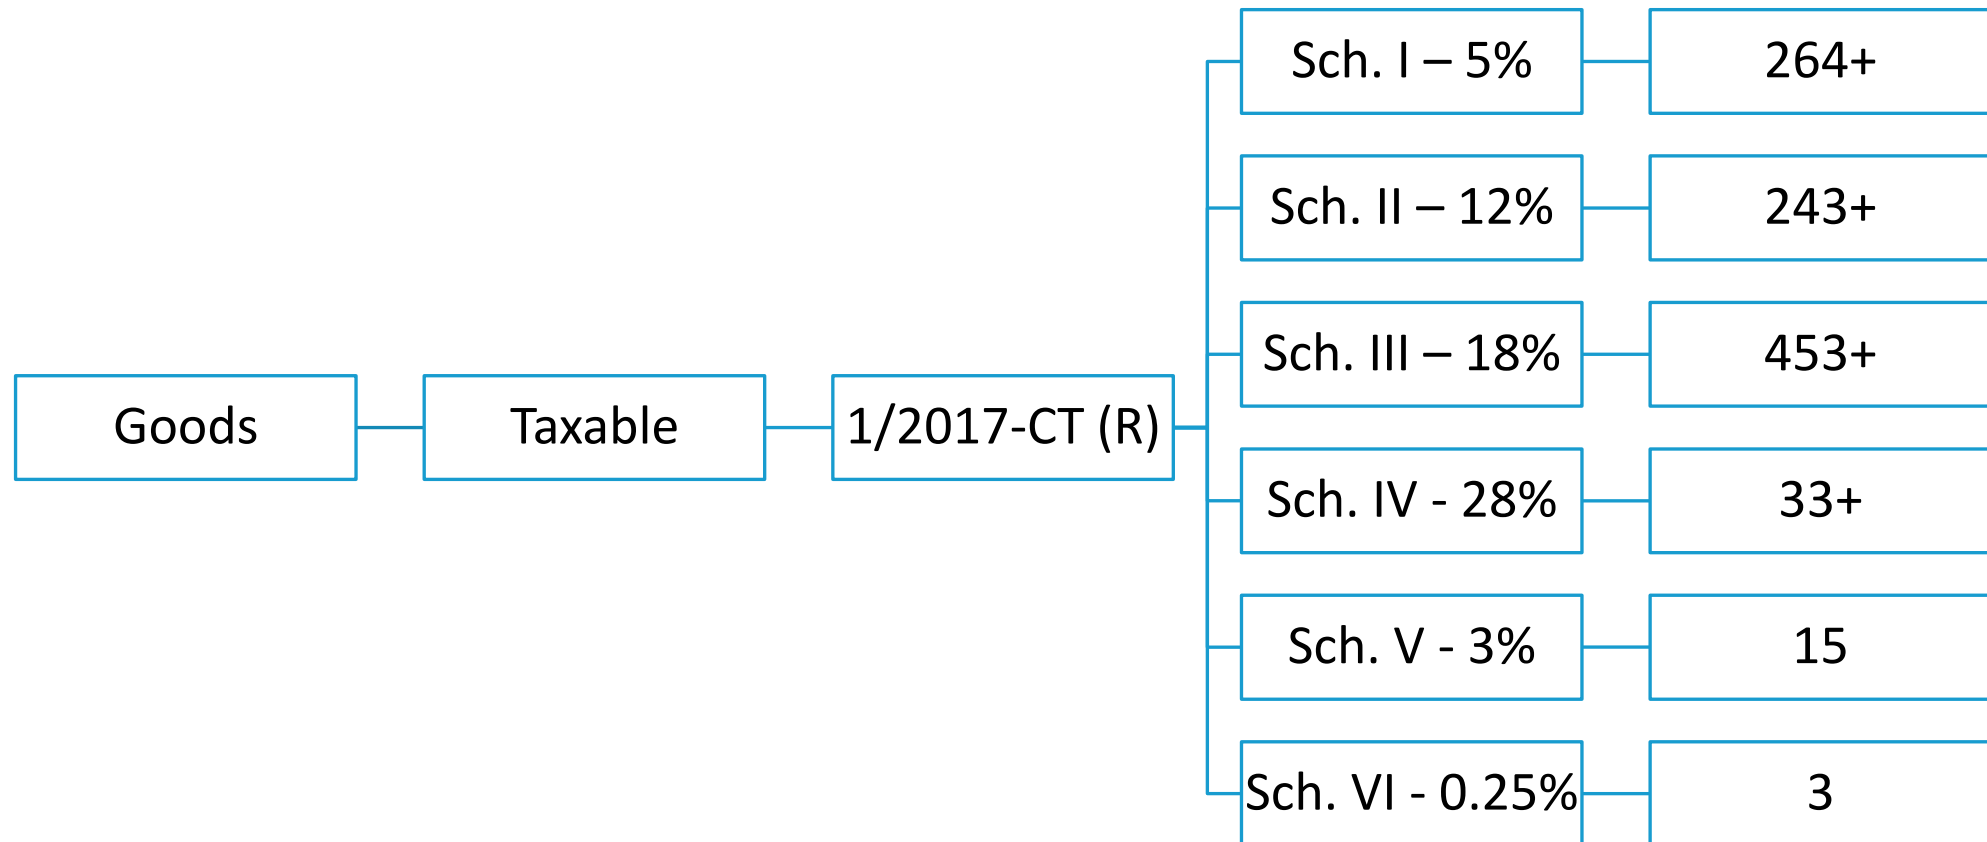 Goods
Taxable
1/2017-CT (R)
Sch. I – 5%
264+
Sch. II – 12%
243+
Sch. III – 18%
453+
Sch. IV - 28%
33+
Sch. V - 3%
15
Sch. VI - 0.25%
3